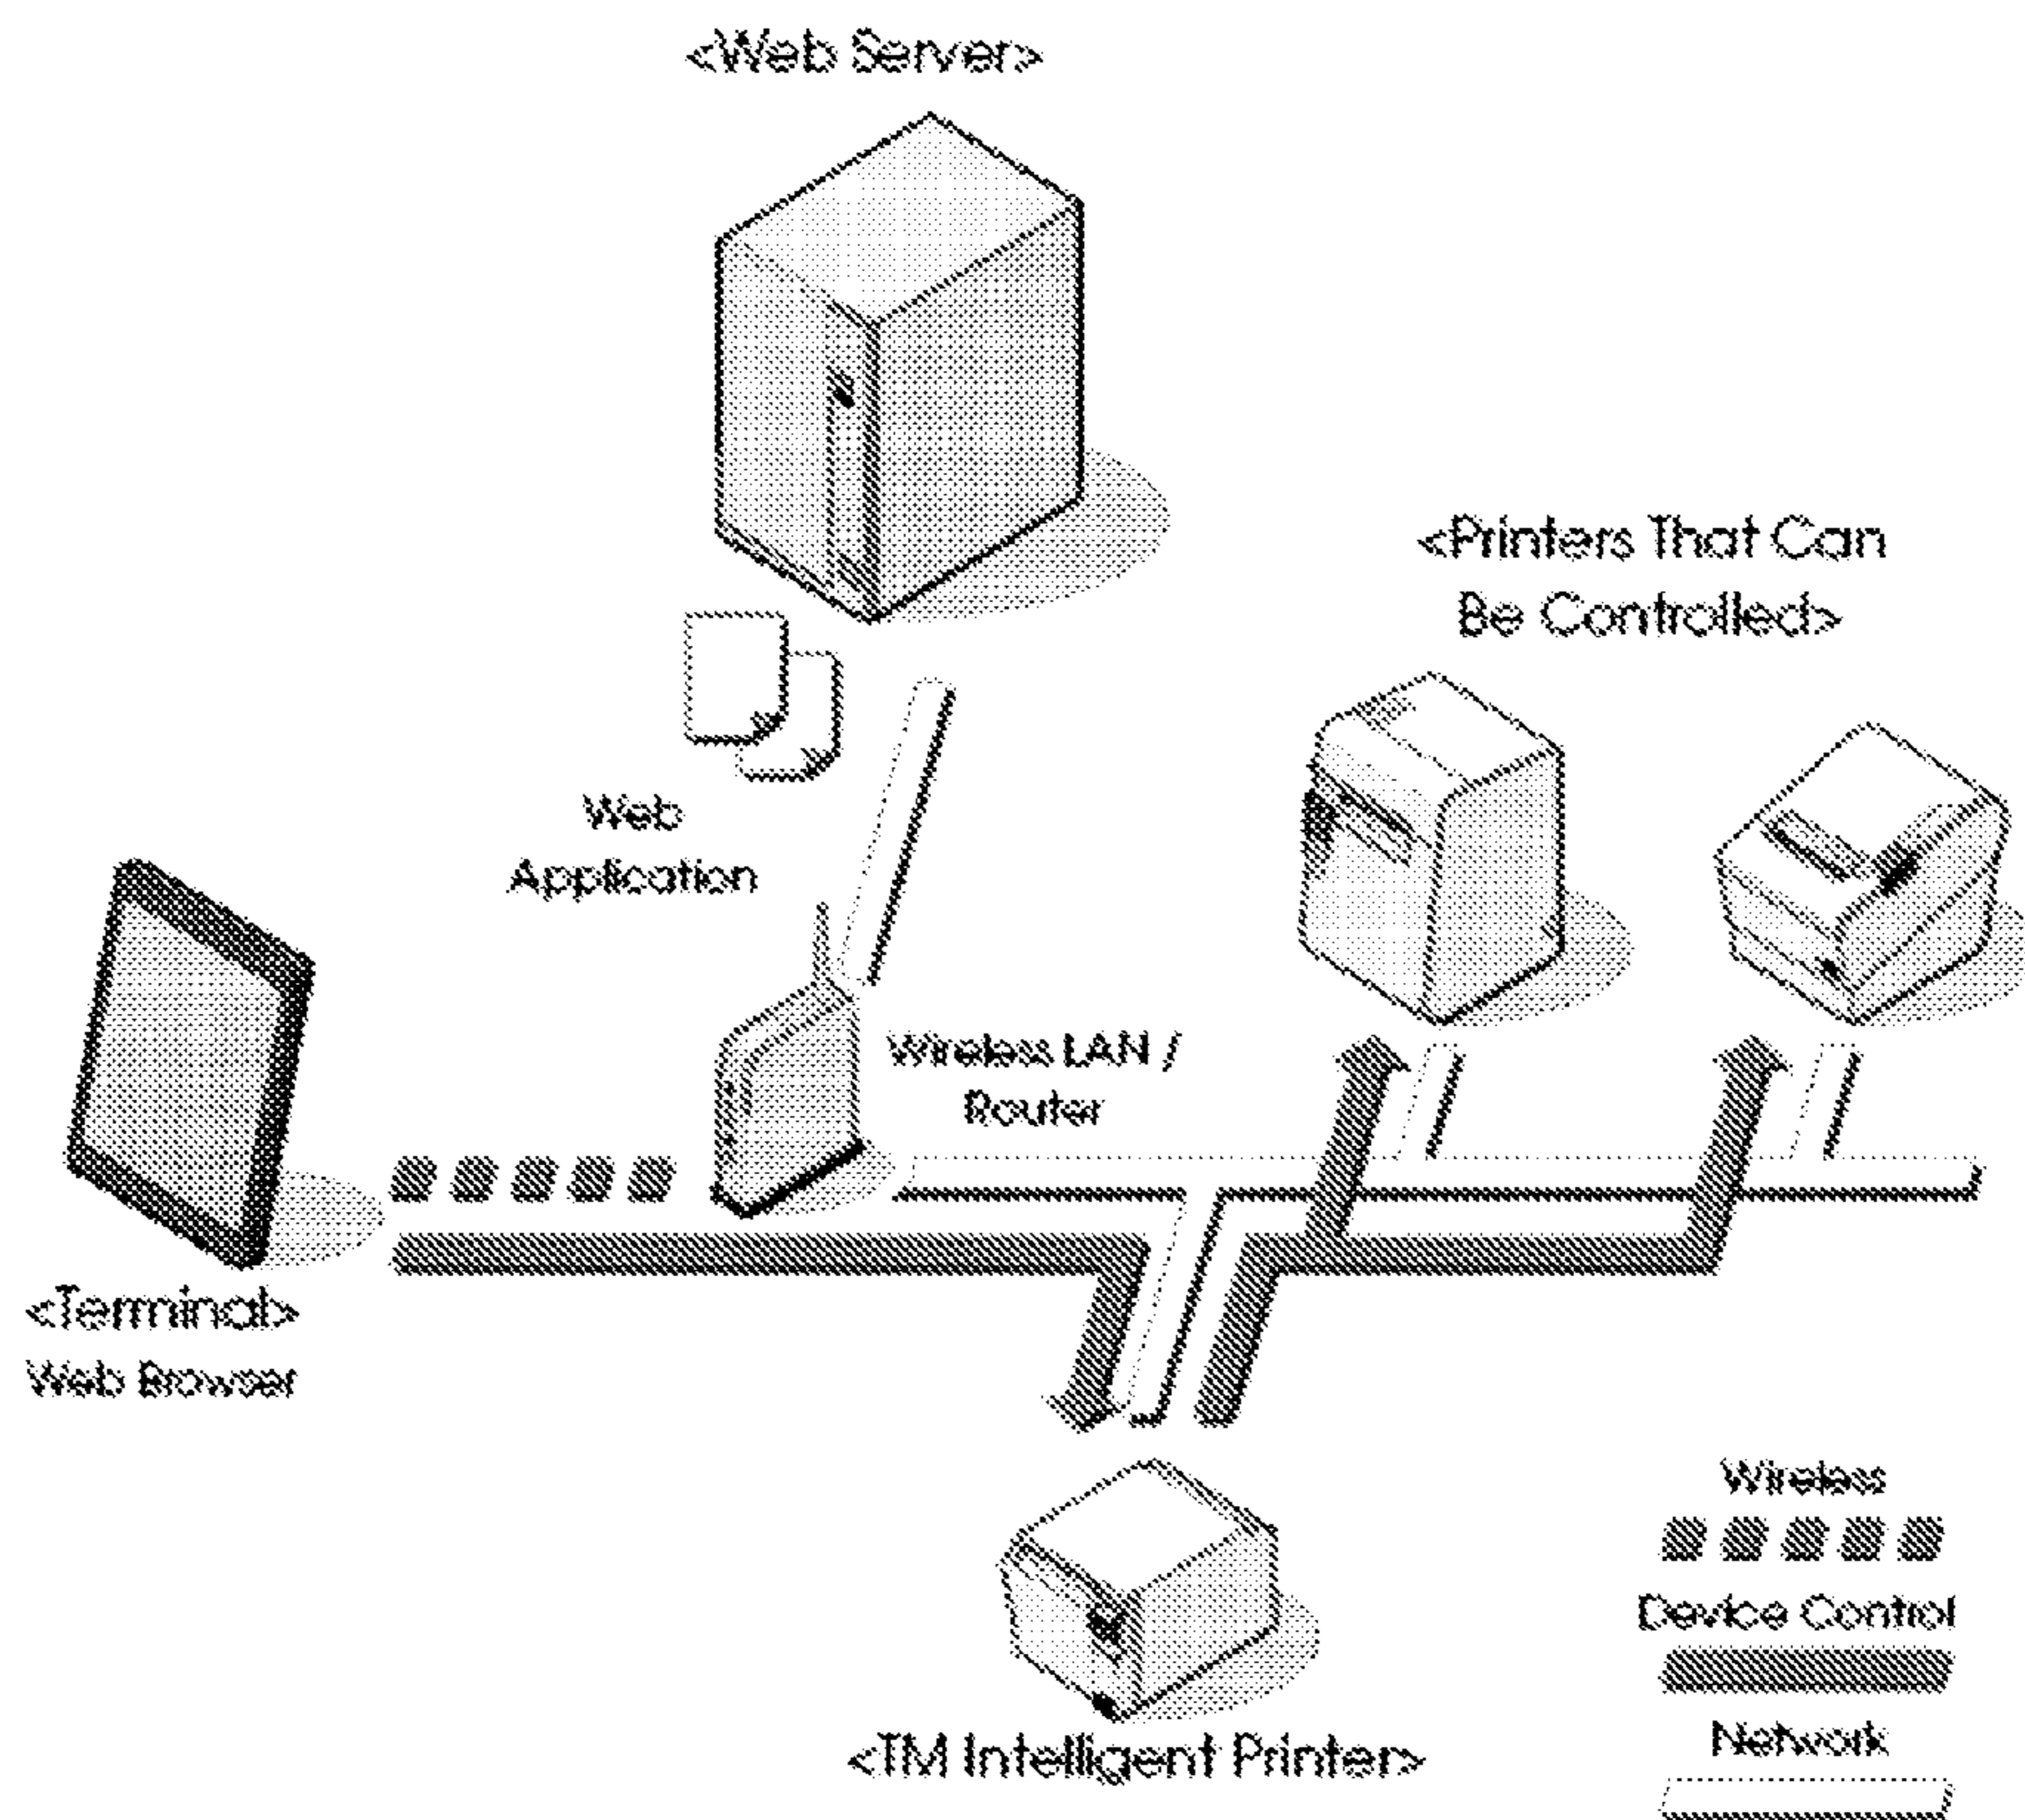 <Web Server>
<Printers That Can
Be Controlled>
Web
Application
Wireless LAN /
Router
<Terminal>
Web Browser
Wireless
Device Control
Network
<TM Intelligent Printer>